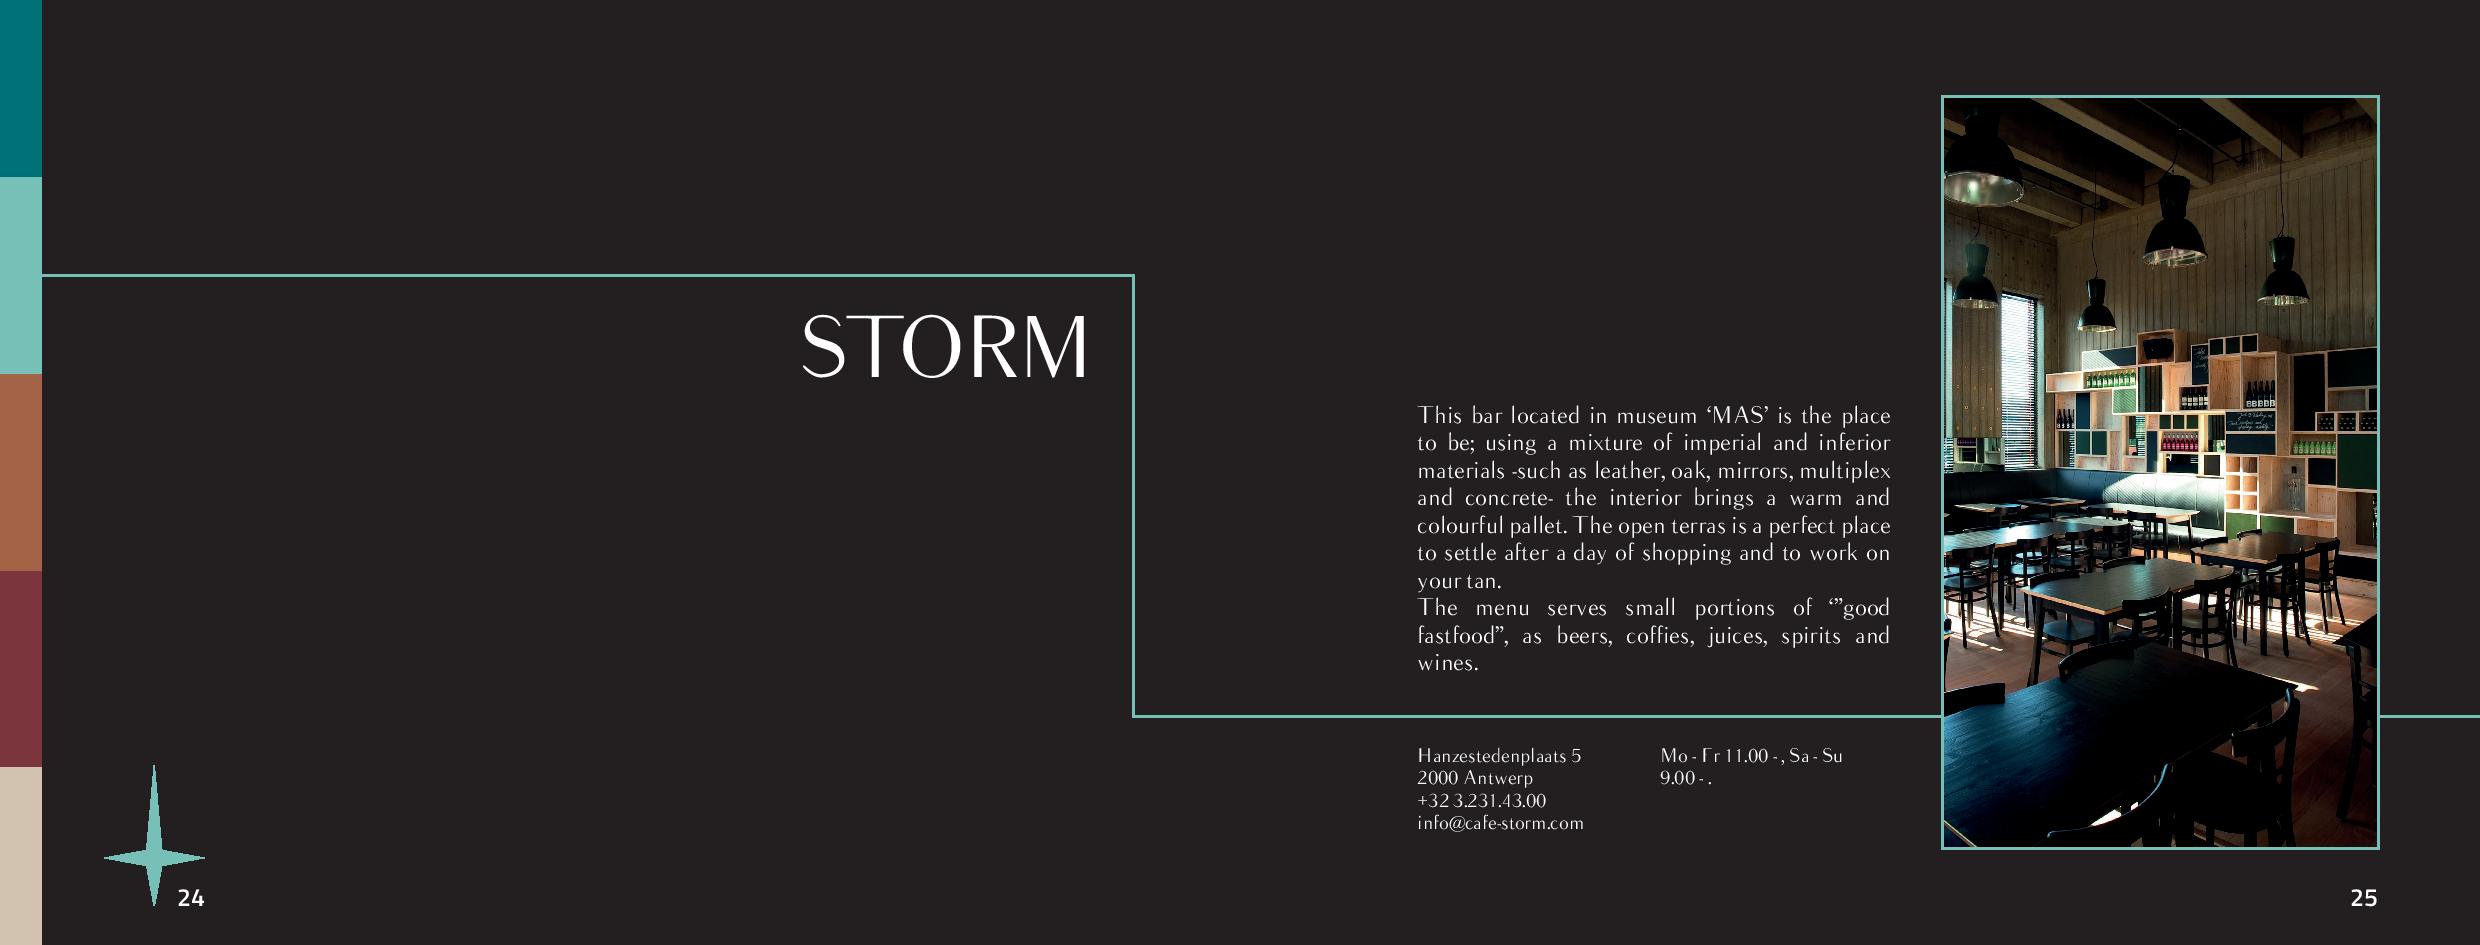 STORM
This bar located in museum ‘MAS’ is the place
to be; using a mixture of imperial and inferior
materials -such as leather, oak, mirrors, multiplex
and concrete- the interior brings a warm and
colourful pallet. The open terras is a perfect place
to settle after a day of shopping and to work on
your tan.
The menu serves small portions of ‘”good
fastfood”, as beers, coffies, juices, spirits and
wines.
Hanzestedenplaats 5
2000 Antwerp
+32 3.231.43.00
info@cafe-storm.com
Mo - Fr 11.00 - , Sa - Su
9.00 - .
24
25